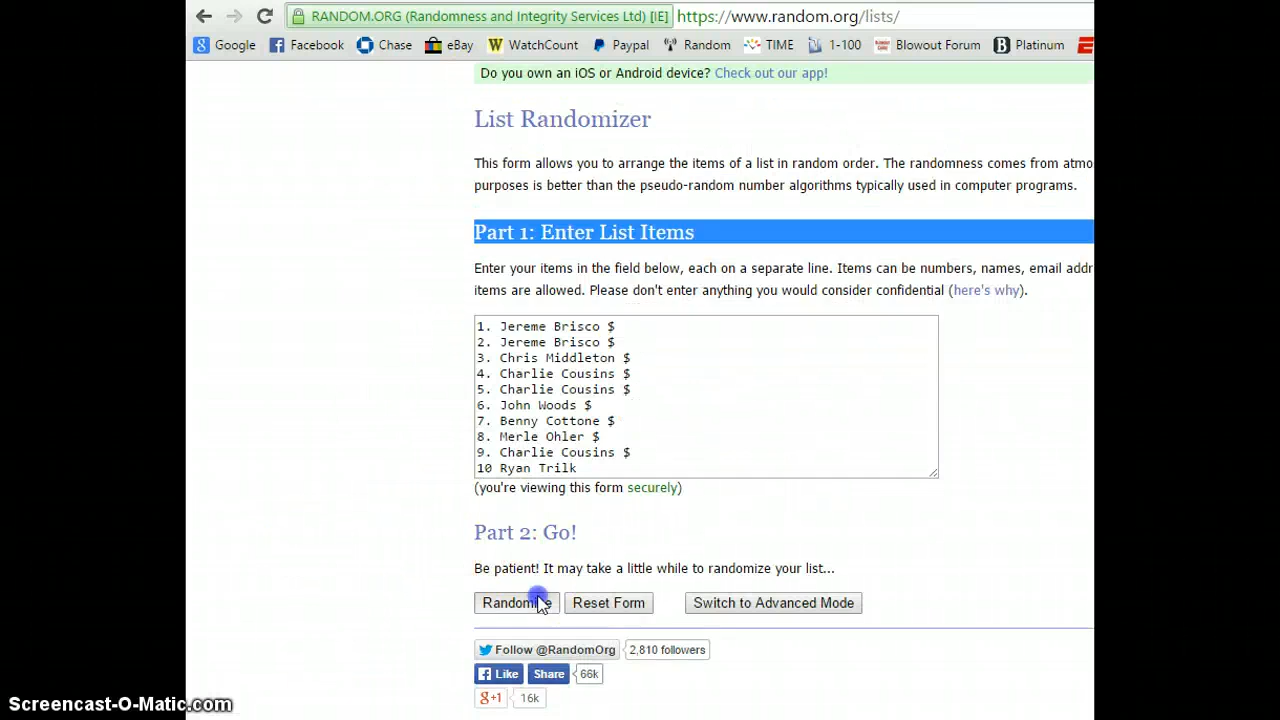 RANDOM.ORG (Randomness and Integrity Services Ltd) [IE] https://www.random.org/lists/
Google Facebook Chase eBay WatchCount Paypal Random TIME 1-100 Blowout Forum Platinum
Do you own an iOS or Android device? Check out our app!
List Randomizer
This form allows you to arrange the items of a list in random order. The randomness comes from atmo
purposes is better than the pseudo-random number algorithms typically used in computer programs.
Part 1: Enter List Items
Enter your items in the field below, each on a separate line. Items can be numbers, names, email addr
items are allowed. Please don't enter anything you would consider confidential (here's why).
1. Jereme Brisco $
2. Jereme Brisco $
3. Chris Middleton $
4. Charlie Cousins $
5. Charlie Cousins $
6. John Woods $
7. Benny Cottone $
8. Merle Ohler $
9. Charlie Cousins $
10 Ryan Trilk
(you're viewing this form securely)
Part 2: Go!
Be patient! It may take a little while to randomize your list...
Randomize Reset Form Switch to Advanced Mode
Follow @RandomOrg 2,810 followers
Like Share 66k
g+1 16k
Screencast-O-Matic.com